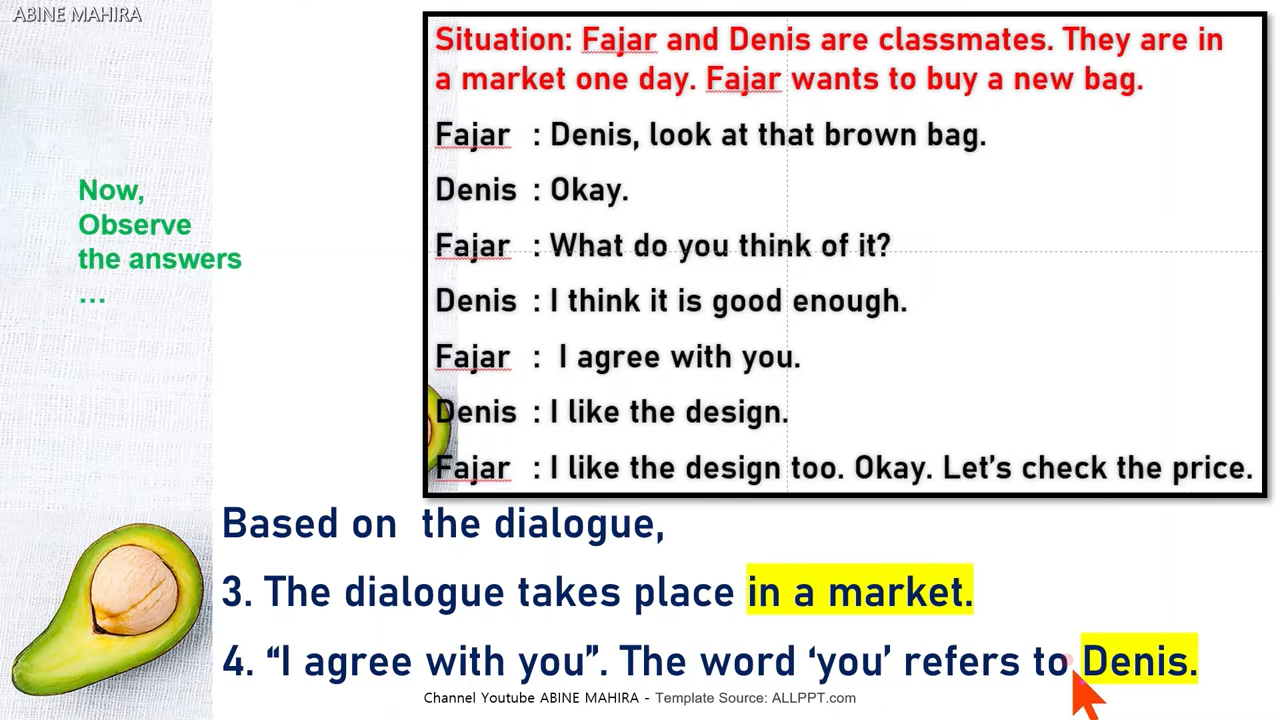 ABINE MAHIRA
Situation: Fajar and Denis are classmates. They are in
a market one day. Fajar wants to buy a new bag.
Fajar : Denis, look at that brown bag.
Denis : Okay.
Fajar : What do you think of it?
Denis : I think it is good enough.
Fajar : I agree with you.
Denis : I like the design.
Fajar : I like the design too. Okay. Let's check the price.
Now,
Observe
the answers
...
Based on the dialogue,
3. The dialogue takes place in a market.
4. “I agree with you”. The word ‘you’ refers to Denis.
Channel Youtube ABINE MAHIRA - Template Source: ALLPPT.com